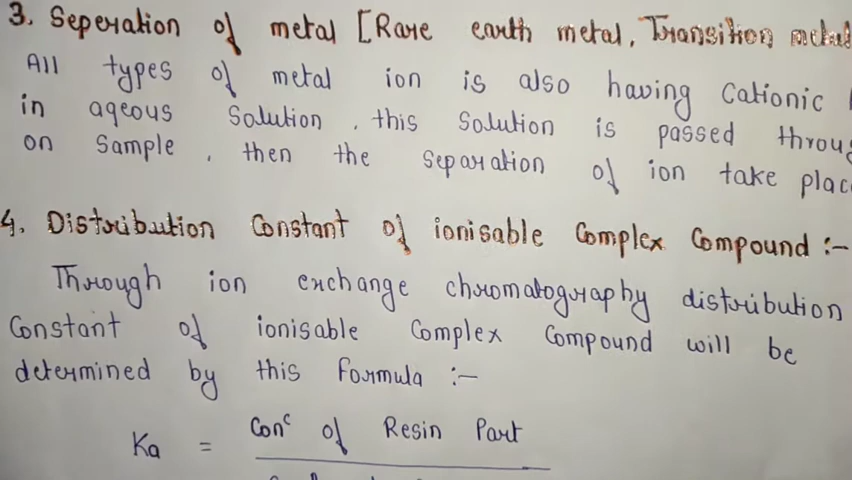 3. Seperation of metal [Rare earth metal, Transition metal
All types of metal ion is also having Cationic
in aqeous Solution, this Solution is passed throug
on Sample, then the Separation of ion take plac
4. Distribution Constant of ionisable Complex Compound :-
Through ion exchange chromatography distribution
Constant of ionisable Complex Compound will be
determined by this Formula :-
Ka = Conc of Resin Part